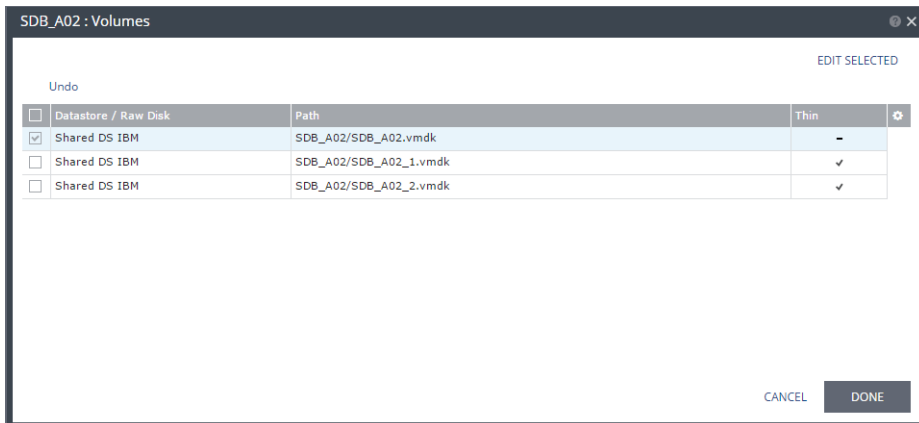 SDB_A02 : Volumes
EDIT SELECTED
Undo
Datastore / Raw Disk Path Thin
Shared DS IBM SDB_A02/SDB_A02.vmdk –
Shared DS IBM SDB_A02/SDB_A02_1.vmdk ✓
Shared DS IBM SDB_A02/SDB_A02_2.vmdk ✓
CANCEL DONE